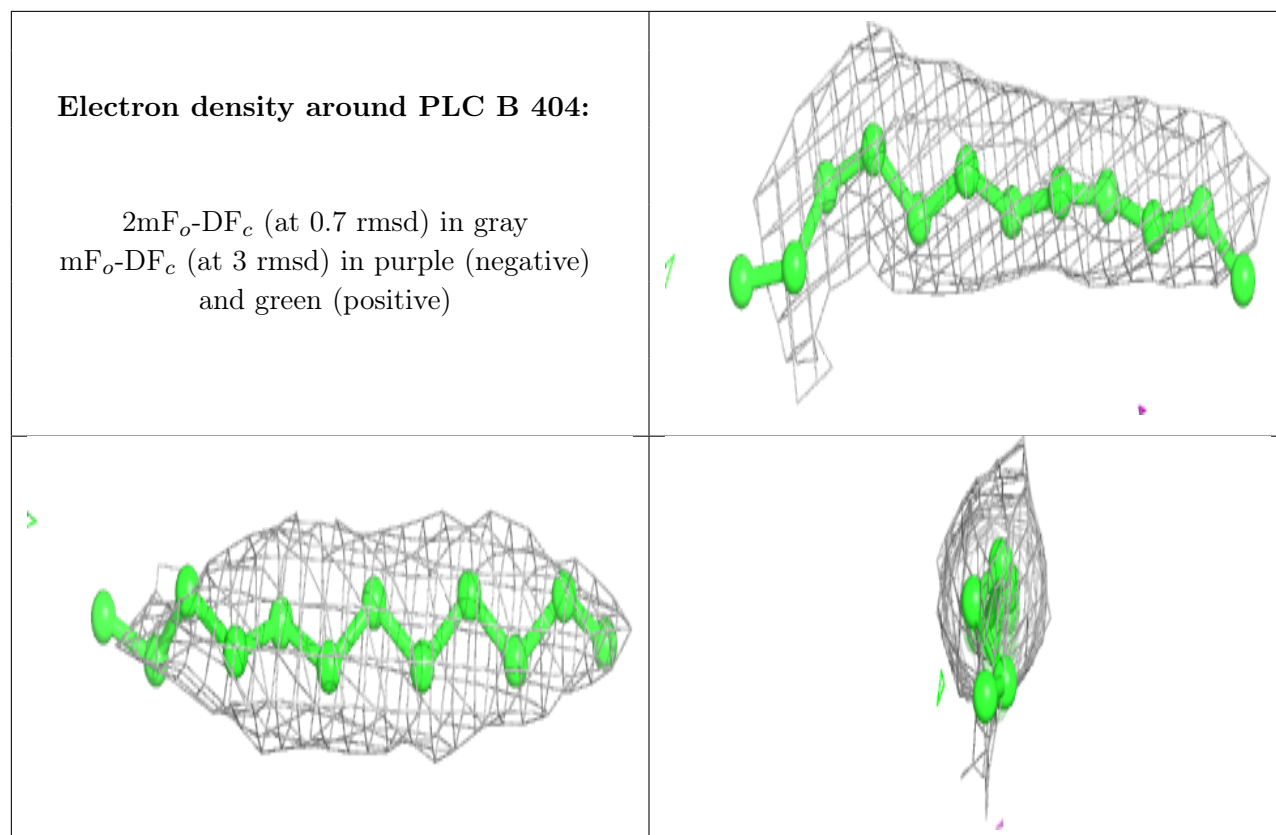 Electron density around PLC B 404:
2mFo-DFc (at 0.7 rmsd) in gray
mFo-DFc (at 3 rmsd) in purple (negative)
and green (positive)